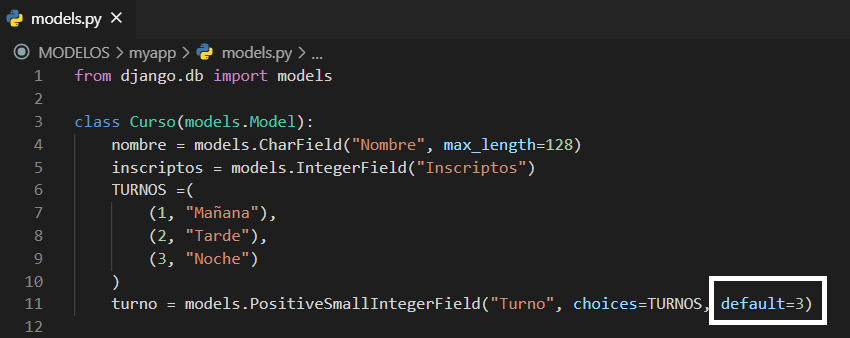 models.py ×
MODELOS > myapp > models.py > ...
1 from django.db import models
2
3 class Curso(models.Model):
4     nombre = models.CharField("Nombre", max_length=128)
5     inscriptos = models.IntegerField("Inscriptos")
6     TURNOS =(
7         (1, "Mañana"),
8         (2, "Tarde"),
9         (3, "Noche")
10     )
11     turno = models.PositiveSmallIntegerField("Turno", choices=TURNOS, default=3)
12